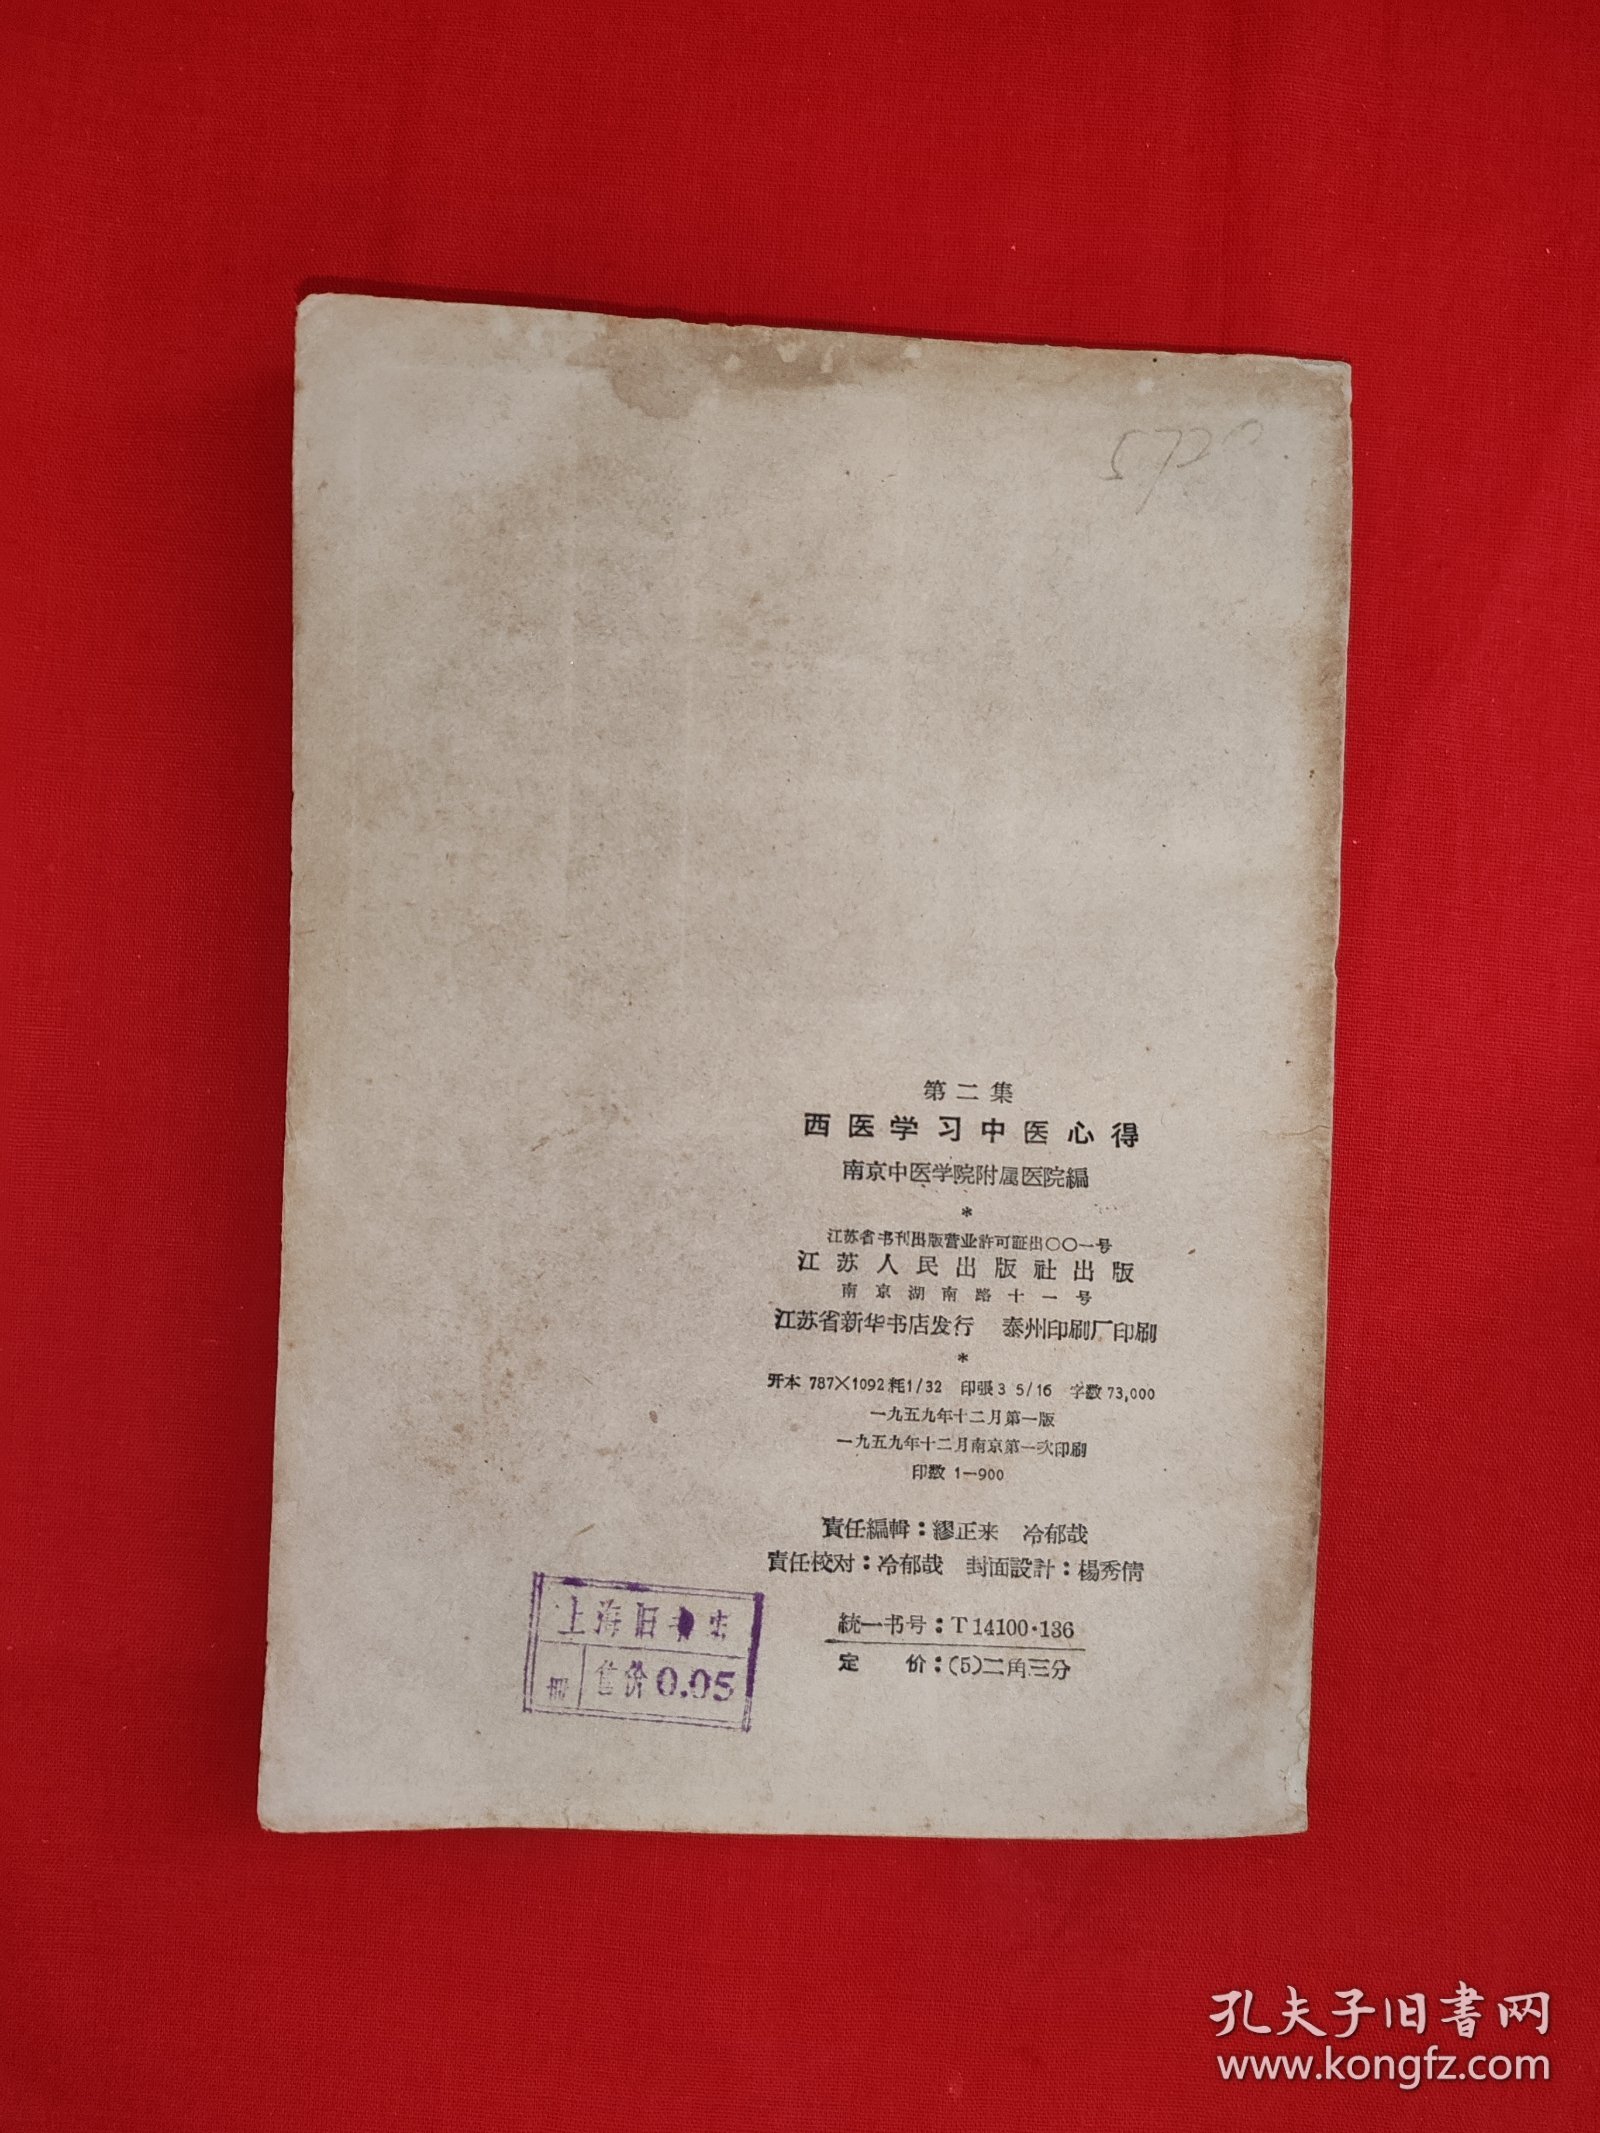 第二集
西医学习中医心得
南京中医学院附属医院編
*
江苏省书刊出版营业許可証出〇〇一号
江苏人民出版社出版
南京湖南路十一号
江苏省新华书店发行　泰州印刷厂印刷
*
开本 787×1092 耗1/32　印張3 5/16　字数 73,000
一九五九年十二月第一版
一九五九年十二月南京第一次印刷
印数 1—900
責任編輯：繆正来　冷郁哉
責任校对：冷郁哉　封面設計：楊秀倩
統一书号：T 14100·136
定　　价：(5)二角三分
上海旧书店
册 售价0.05
孔夫子旧書网
www.kongfz.com